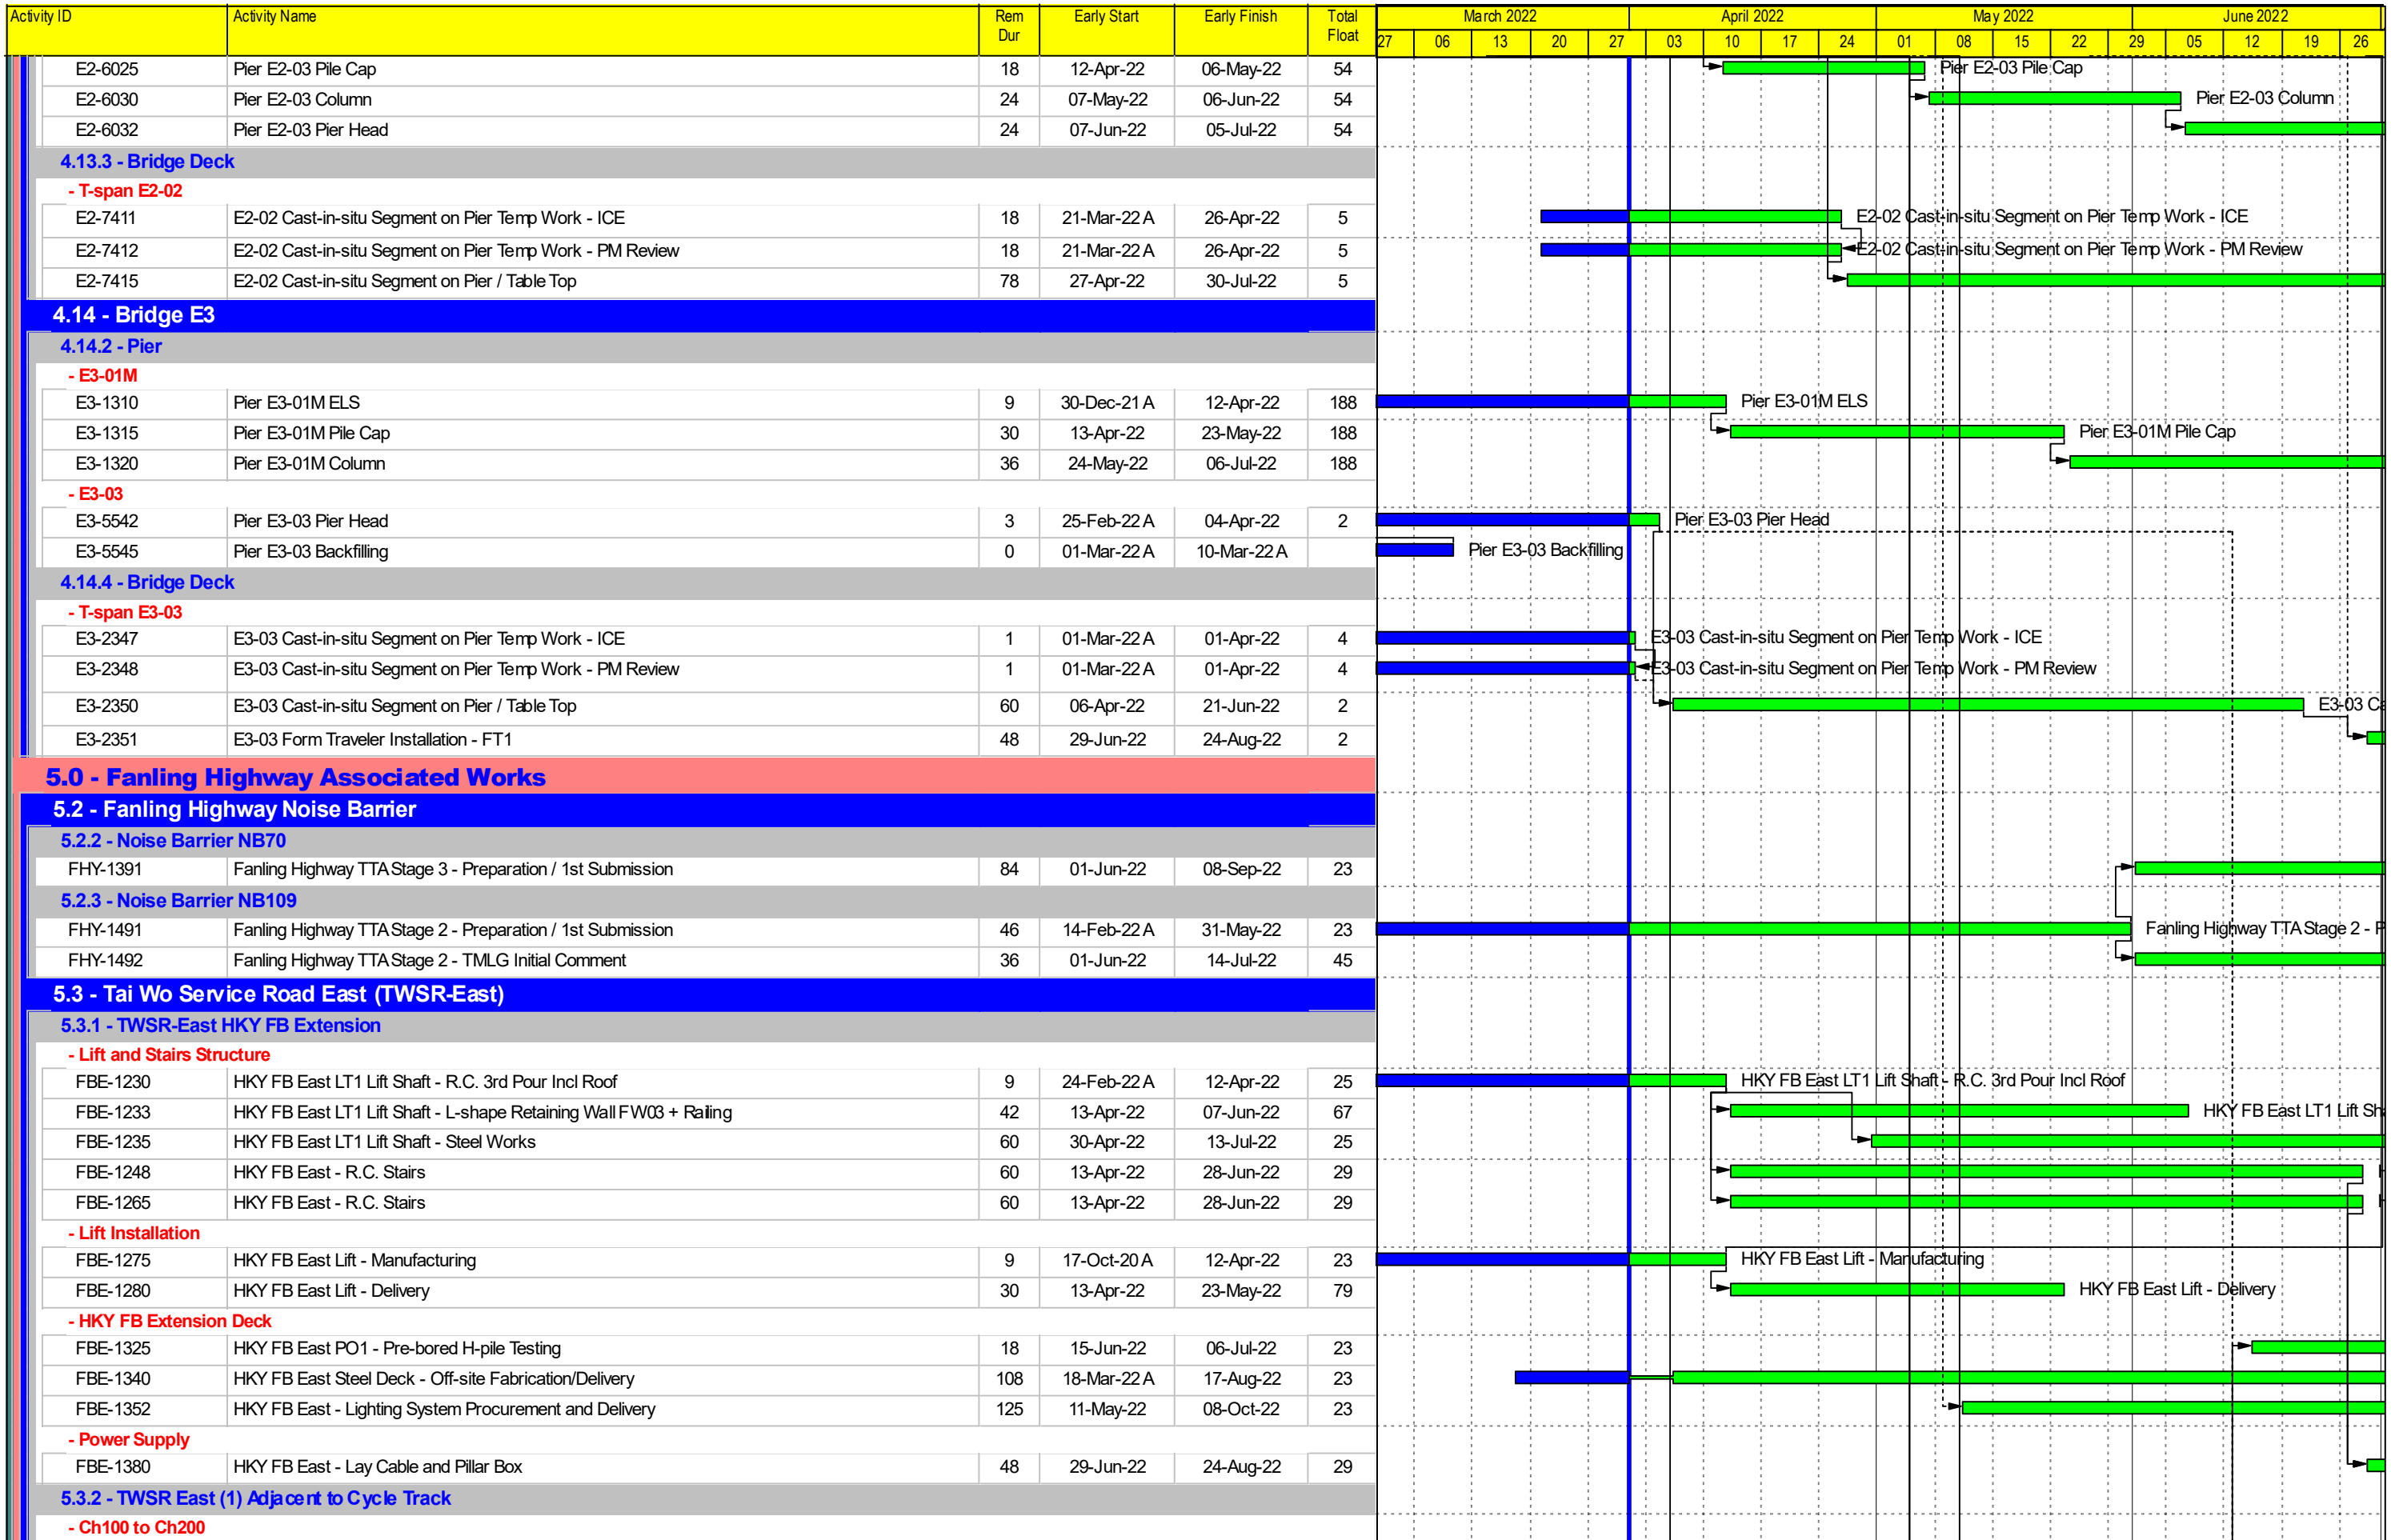 Activity ID Activity Name Rem Dur Early Start Early Finish Total Float March 2022 April 2022 May 2022 June 2022
27 06 13 20 27 03 10 17 24 01 08 15 22 29 05 12 19 26
E2-6025 Pier E2-03 Pile Cap 18 12-Apr-22 06-May-22 54 Pier E2-03 Pile Cap
E2-6030 Pier E2-03 Column 24 07-May-22 06-Jun-22 54 Pier E2-03 Column
E2-6032 Pier E2-03 Pier Head 24 07-Jun-22 05-Jul-22 54
4.13.3 - Bridge Deck
- T-span E2-02
E2-7411 E2-02 Cast-in-situ Segment on Pier Temp Work - ICE 18 21-Mar-22 A 26-Apr-22 5 E2-02 Cast-in-situ Segment on Pier Temp Work - ICE
E2-7412 E2-02 Cast-in-situ Segment on Pier Temp Work - PM Review 18 21-Mar-22 A 26-Apr-22 5 E2-02 Cast-in-situ Segment on Pier Temp Work - PM Review
E2-7415 E2-02 Cast-in-situ Segment on Pier / Table Top 78 27-Apr-22 30-Jul-22 5
4.14 - Bridge E3
4.14.2 - Pier
- E3-01M
E3-1310 Pier E3-01M ELS 9 30-Dec-21 A 12-Apr-22 188 Pier E3-01M ELS
E3-1315 Pier E3-01M Pile Cap 30 13-Apr-22 23-May-22 188 Pier E3-01M Pile Cap
E3-1320 Pier E3-01M Column 36 24-May-22 06-Jul-22 188
- E3-03
E3-5542 Pier E3-03 Pier Head 3 25-Feb-22 A 04-Apr-22 2 Pier E3-03 Pier Head
E3-5545 Pier E3-03 Backfilling 0 01-Mar-22 A 10-Mar-22 A Pier E3-03 Backfilling
4.14.4 - Bridge Deck
- T-span E3-03
E3-2347 E3-03 Cast-in-situ Segment on Pier Temp Work - ICE 1 01-Mar-22 A 01-Apr-22 4 E3-03 Cast-in-situ Segment on Pier Temp Work - ICE
E3-2348 E3-03 Cast-in-situ Segment on Pier Temp Work - PM Review 1 01-Mar-22 A 01-Apr-22 4 E3-03 Cast-in-situ Segment on Pier Temp Work - PM Review
E3-2350 E3-03 Cast-in-situ Segment on Pier / Table Top 60 06-Apr-22 21-Jun-22 2 E3-03
E3-2351 E3-03 Form Traveler Installation - FT1 48 29-Jun-22 24-Aug-22 2
5.0 - Fanling Highway Associated Works
5.2 - Fanling Highway Noise Barrier
5.2.2 - Noise Barrier NB70
FHY-1391 Fanling Highway TTA Stage 3 - Preparation / 1st Submission 84 01-Jun-22 08-Sep-22 23
5.2.3 - Noise Barrier NB109
FHY-1491 Fanling Highway TTA Stage 2 - Preparation / 1st Submission 46 14-Feb-22 A 31-May-22 23 Fanling Highway TTA Stage 2 -
FHY-1492 Fanling Highway TTA Stage 2 - TMLG Initial Comment 36 01-Jun-22 14-Jul-22 45
5.3 - Tai Wo Service Road East (TWSR-East)
5.3.1 - TWSR-East HKY FB Extension
- Lift and Stairs Structure
FBE-1230 HKY FB East LT1 Lift Shaft - R.C. 3rd Pour Incl Roof 9 24-Feb-22 A 12-Apr-22 25 HKY FB East LT1 Lift Shaft - R.C. 3rd Pour Incl Roof
FBE-1233 HKY FB East LT1 Lift Shaft - L-shape Retaining Wall FW03 + Railing 42 13-Apr-22 07-Jun-22 67 HKY FB East LT1 Lift
FBE-1235 HKY FB East LT1 Lift Shaft - Steel Works 60 30-Apr-22 13-Jul-22 25
FBE-1248 HKY FB East - R.C. Stairs 60 13-Apr-22 28-Jun-22 29
FBE-1265 HKY FB East - R.C. Stairs 60 13-Apr-22 28-Jun-22 29
- Lift Installation
FBE-1275 HKY FB East Lift - Manufacturing 9 17-Oct-20 A 12-Apr-22 23 HKY FB East Lift - Manufacturing
FBE-1280 HKY FB East Lift - Delivery 30 13-Apr-22 23-May-22 79 HKY FB East Lift - Delivery
- HKY FB Extension Deck
FBE-1325 HKY FB East PO1 - Pre-bored H-pile Testing 18 15-Jun-22 06-Jul-22 23
FBE-1340 HKY FB East Steel Deck - Off-site Fabrication/Delivery 108 18-Mar-22 A 17-Aug-22 23
FBE-1352 HKY FB East - Lighting System Procurement and Delivery 125 11-May-22 08-Oct-22 23
- Power Supply
FBE-1380 HKY FB East - Lay Cable and Pillar Box 48 29-Jun-22 24-Aug-22 29
5.3.2 - TWSR East (1) Adjacent to Cycle Track
- Ch100 to Ch200